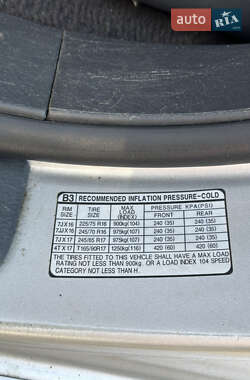 AUTO.RIA
B3 RECOMMENDED INFLATION PRESSURE-COLD
RIM SIZE TIRE SIZE MAX LOAD (INDEX) PRESSURE KPA(PSI)
FRONT REAR
7JX16 225/75 R16 900kg(104) 240 (35) 240 (35)
7JJX16 245/70 R16 975kg(107) 240 (35) 240 (35)
7JJX17 245/65 R17 975kg(107) 240 (35) 240 (35)
4TX17 T165/90R17 1250kg(116) 420 (60) 420 (60)
THE TIRES FITTED TO THIS VEHICLE SHALL HAVE A MAX LOAD
RATING NOT LESS THAN 900kg OR A LOAD INDEX 104 SPEED
CATEGORY NOT LESS THAN H